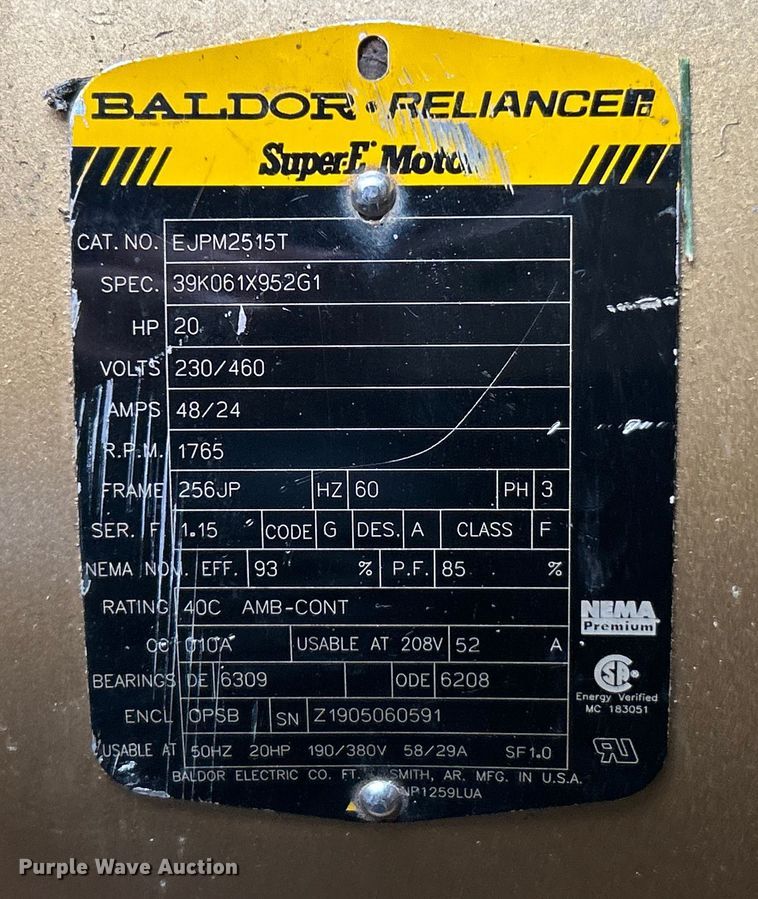 BALDOR • RELIANCE
Super-E Motor
CAT. NO. EJPM2515T
SPEC. 39K061X952G1
HP 20
VOLTS 230/460
AMPS 48/24
R.P.M. 1765
FRAME 256JP HZ 60 PH 3
SER. F. 1.15 CODE G DES. A CLASS F
NEMA NOM. EFF. 93 % P.F. 85 %
RATING 40C AMB-CONT
CC 010A USABLE AT 208V 52 A
BEARINGS DE 6309 ODE 6208
ENCL OPSB SN Z1905060591
USABLE AT 50HZ 20HP 190/380V 58/29A SF1.0
BALDOR ELECTRIC CO. FT. SMITH, AR. MFG. IN U.S.A.
NP1259LUA
NEMA
Premium
SA ®
Energy Verified
MC 183051
Purple Wave Auction